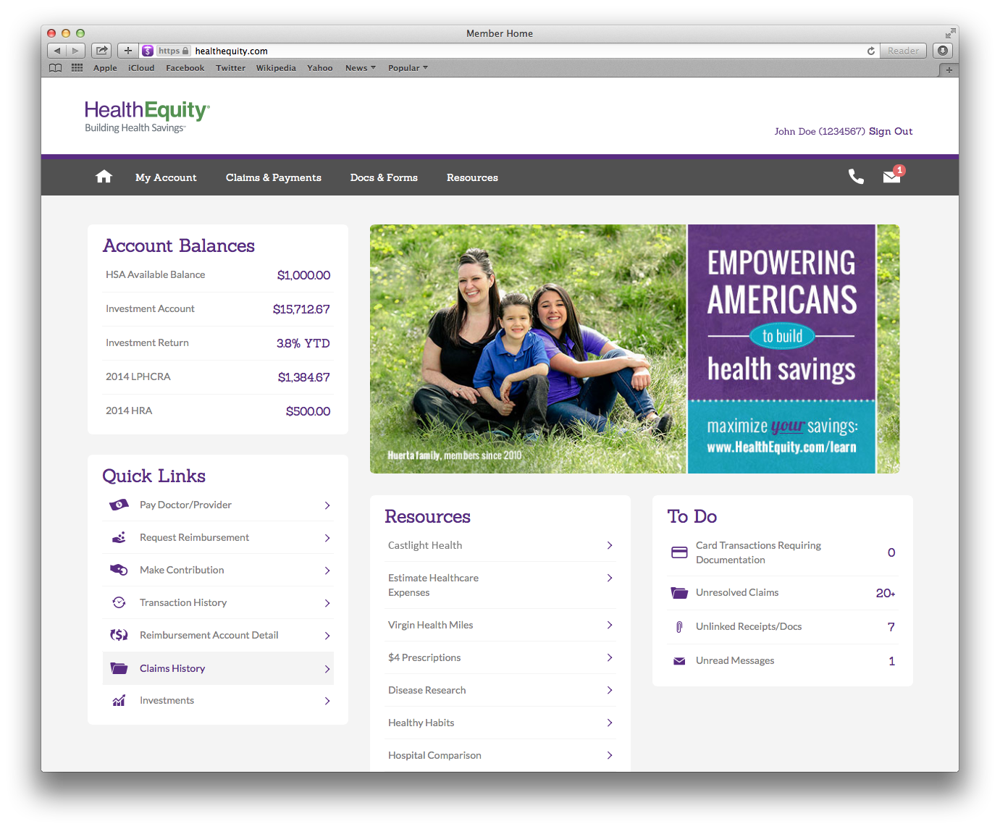 Member Home
https healthequity.com
Reader
Apple iCloud Facebook Twitter Wikipedia Yahoo News Popular
HealthEquity®
Building Health Savings™
John Doe (1234567) Sign Out
My Account Claims & Payments Docs & Forms Resources
1
Account Balances
HSA Available Balance $1,000.00
Investment Account $15,712.67
Investment Return 3.8% YTD
2014 LPHCRA $1,384.67
2014 HRA $500.00
EMPOWERING
AMERICANS
to build
health savings
maximize your savings:
www.HealthEquity.com/learn
Huerta family, members since 2010
Quick Links
Pay Doctor/Provider
Request Reimbursement
Make Contribution
Transaction History
Reimbursement Account Detail
Claims History
Investments
Resources
Castlight Health
Estimate Healthcare
Expenses
Virgin Health Miles
$4 Prescriptions
Disease Research
Healthy Habits
Hospital Comparison
To Do
Card Transactions Requiring
Documentation 0
Unresolved Claims 20+
Unlinked Receipts/Docs 7
Unread Messages 1